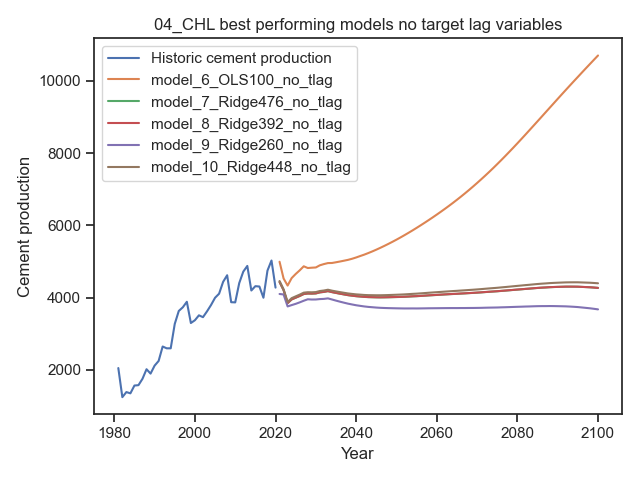 04_CHL best performing models no target lag variables
Historic cement production
model_6_OLS100_no_tlag
model_7_Ridge476_no_tlag
model_8_Ridge392_no_tlag
model_9_Ridge260_no_tlag
model_10_Ridge448_no_tlag
Cement production
10000
8000
6000
4000
2000
1980 2000 2020 2040 2060 2080 2100
Year